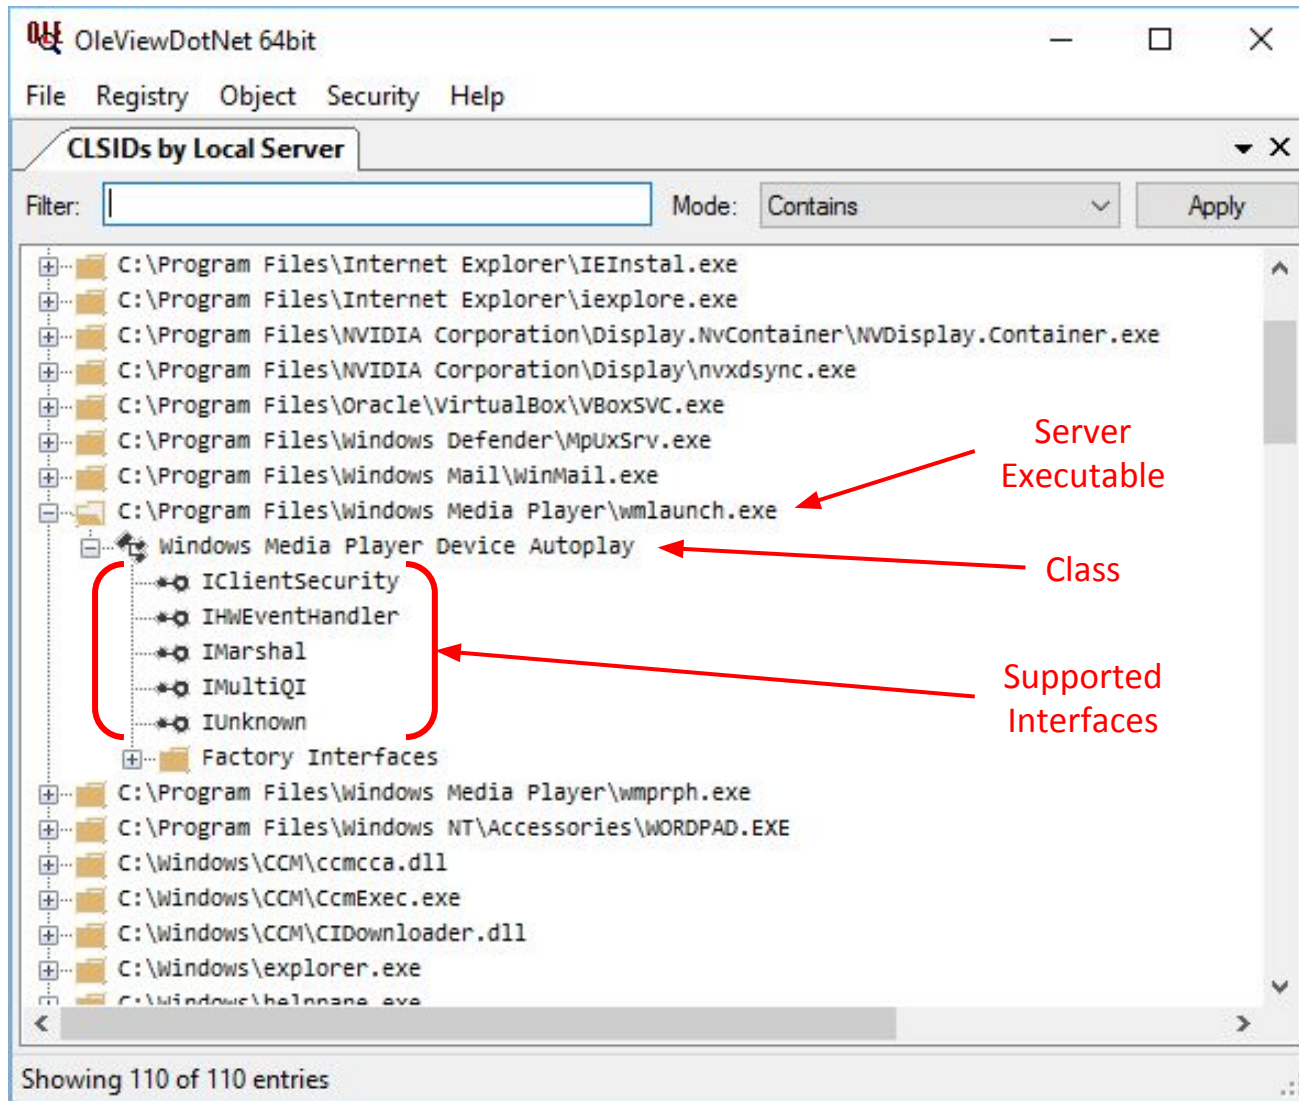 OLE OleViewDotNet 64bit
File Registry Object Security Help
CLSIDs by Local Server
Filter: Mode: Contains Apply
C:\Program Files\Internet Explorer\IEInstal.exe
C:\Program Files\Internet Explorer\iexplore.exe
C:\Program Files\NVIDIA Corporation\Display.NvContainer\NVDisplay.Container.exe
C:\Program Files\NVIDIA Corporation\Display\nvxdsync.exe
C:\Program Files\Oracle\VirtualBox\VBoxSVC.exe
C:\Program Files\Windows Defender\MpUxSrv.exe
C:\Program Files\Windows Mail\WinMail.exe
Server
Executable
C:\Program Files\Windows Media Player\wmlaunch.exe
Windows Media Player Device Autoplay
Class
IClientSecurity
IHWEventHandler
IMarshal
IMultiQI
IUnknown
Supported
Interfaces
Factory Interfaces
C:\Program Files\Windows Media Player\wmprph.exe
C:\Program Files\Windows NT\Accessories\WORDPAD.EXE
C:\Windows\CCM\ccmcca.dll
C:\Windows\CCM\CcmExec.exe
C:\Windows\CCM\CIDownloader.dll
C:\Windows\explorer.exe
C:\Windows\helppane.exe
Showing 110 of 110 entries